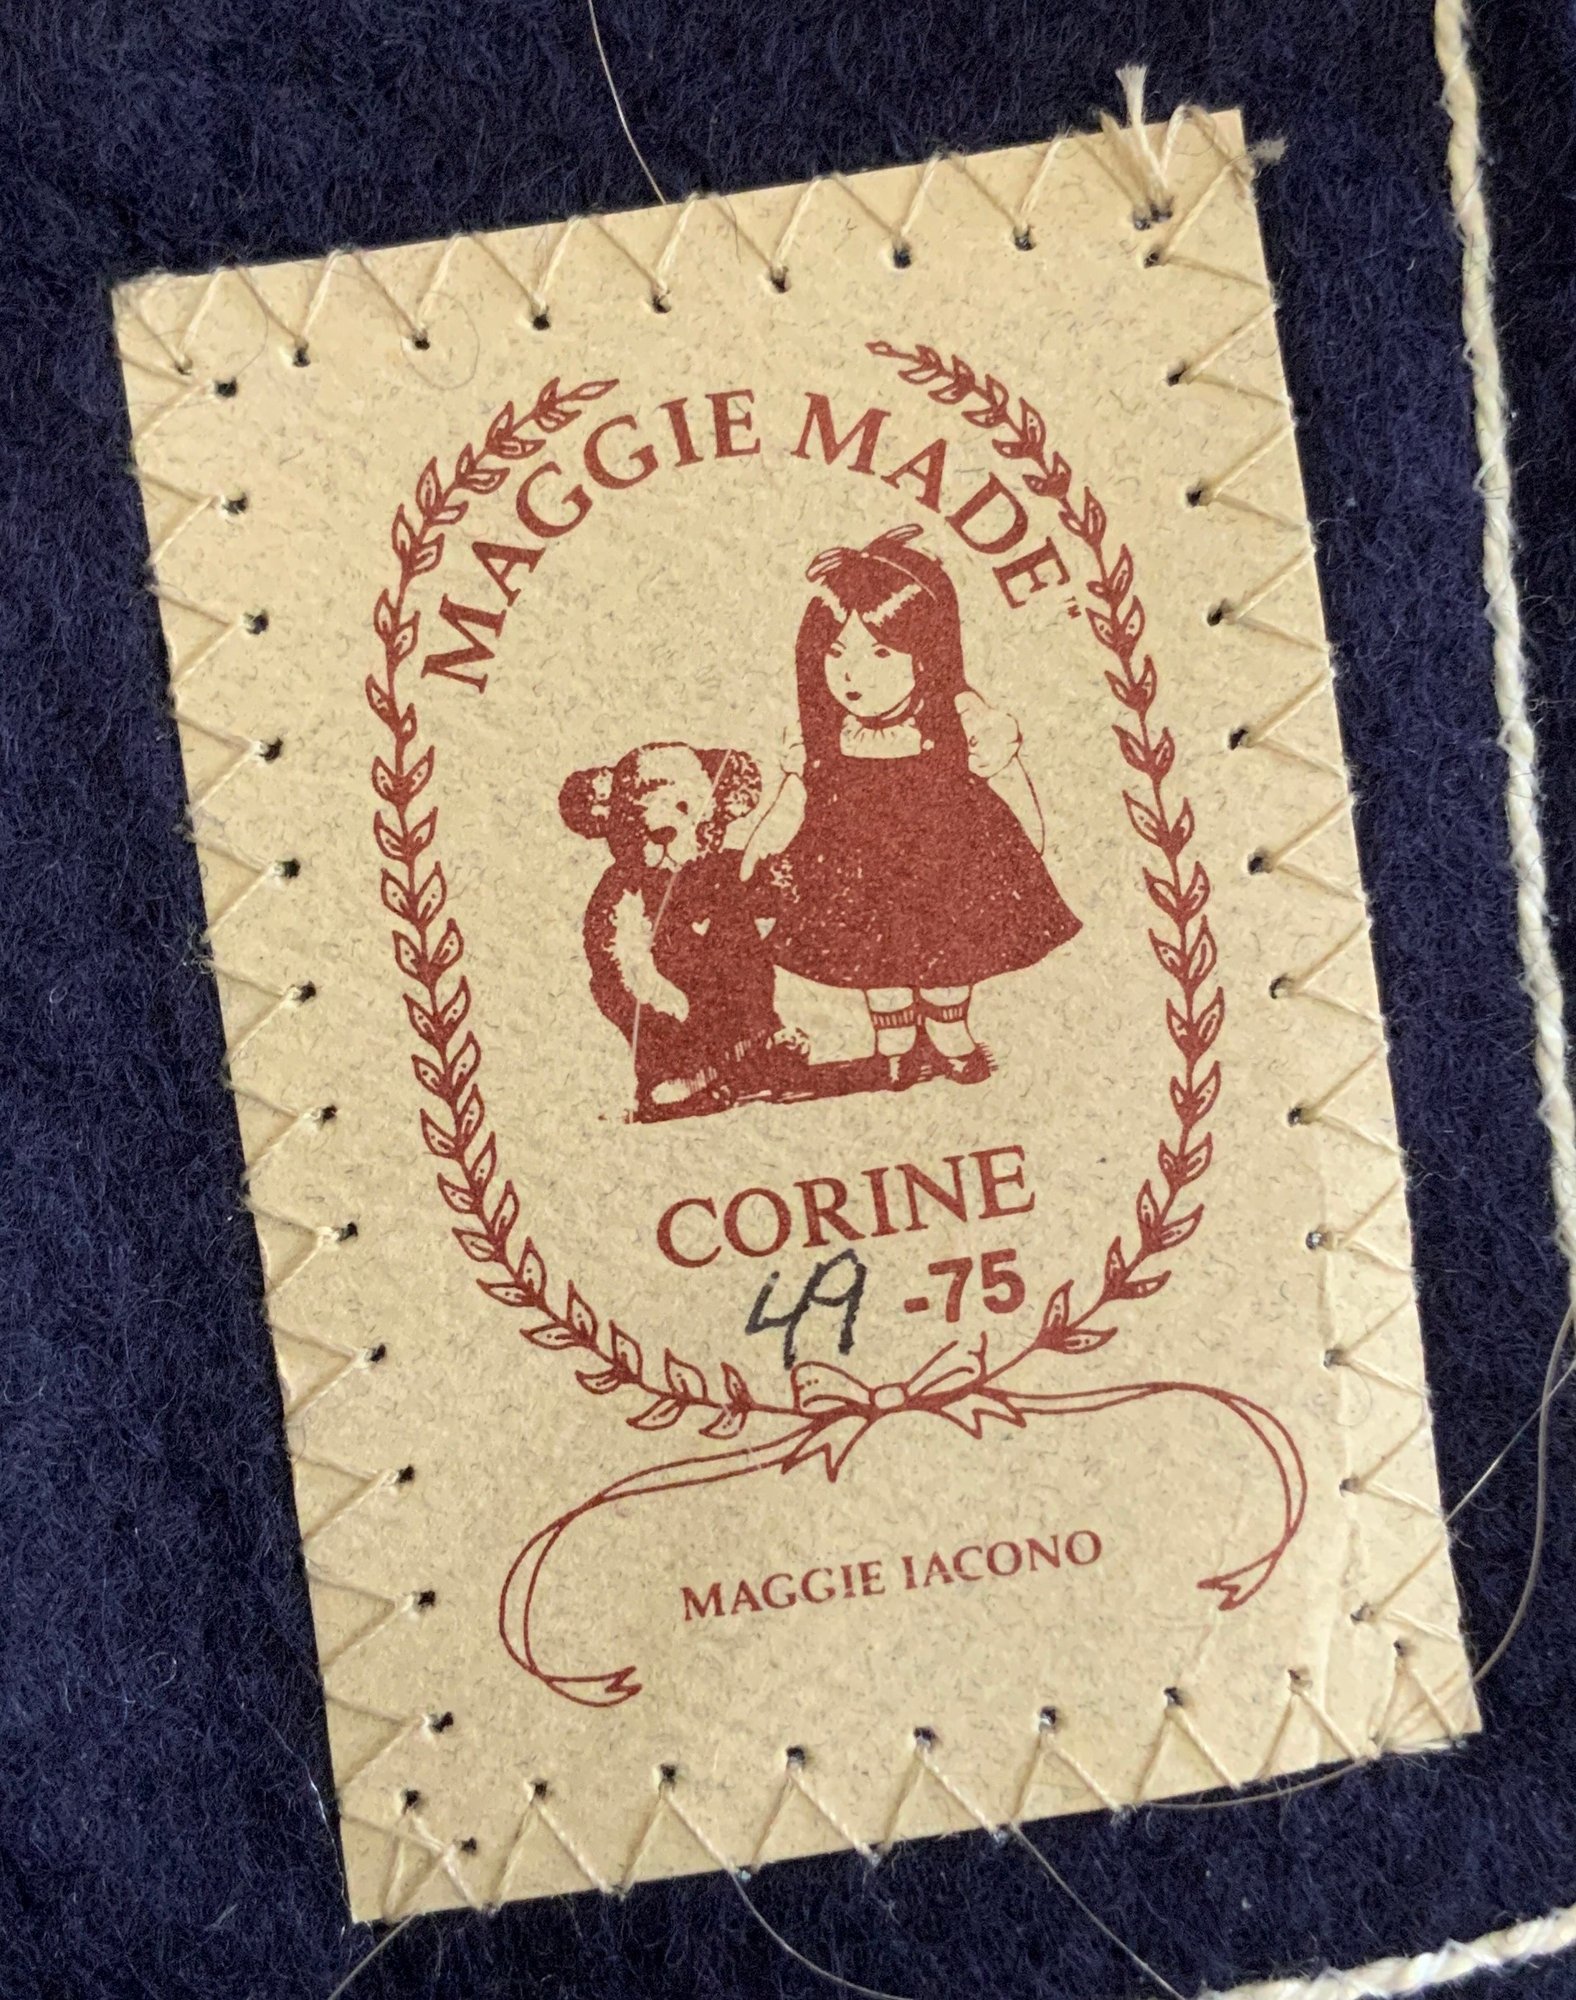 MAGGIE MADE™
CORINE
49 -75
MAGGIE IACONO